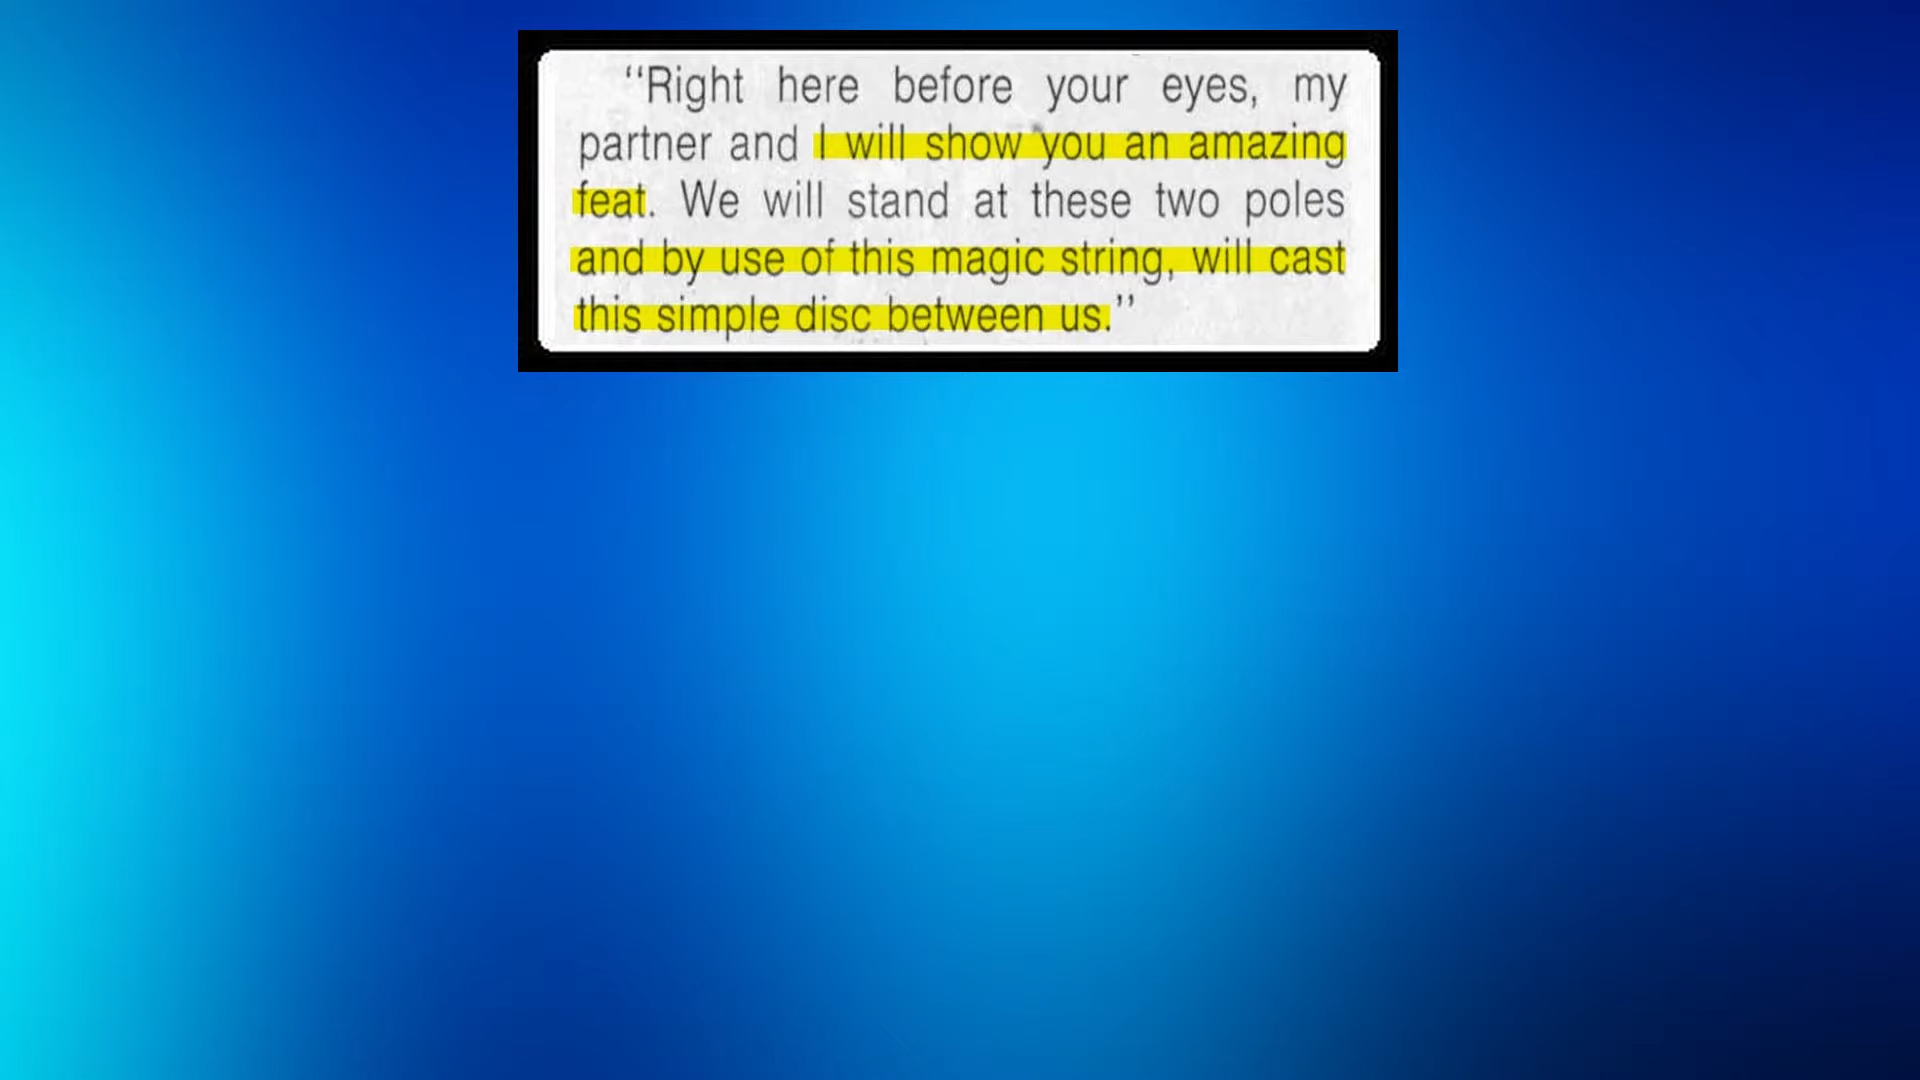 “Right here before your eyes, my
partner and I will show you an amazing
feat. We will stand at these two poles
and by use of this magic string, will cast
this simple disc between us.”